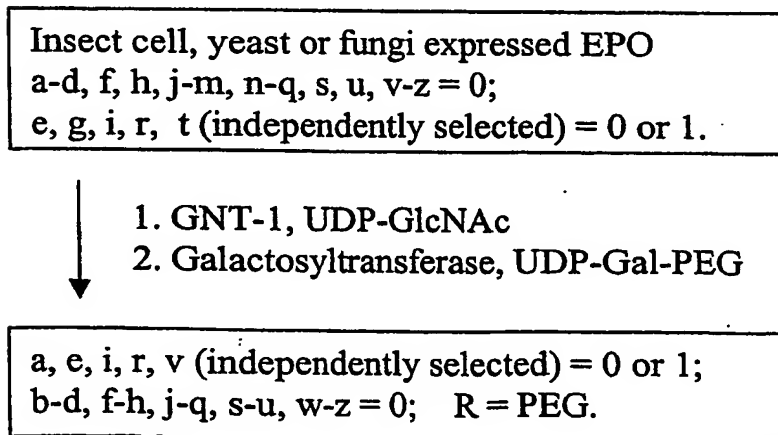 Insect cell, yeast or fungi expressed EPO
a-d, f, h, j-m, n-q, s, u, v-z = 0;
e, g, i, r, t (independently selected) = 0 or 1.
1. GNT-1, UDP-GlcNAc
2. Galactosyltransferase, UDP-Gal-PEG
a, e, i, r, v (independently selected) = 0 or 1;
b-d, f-h, j-q, s-u, w-z = 0; R = PEG.